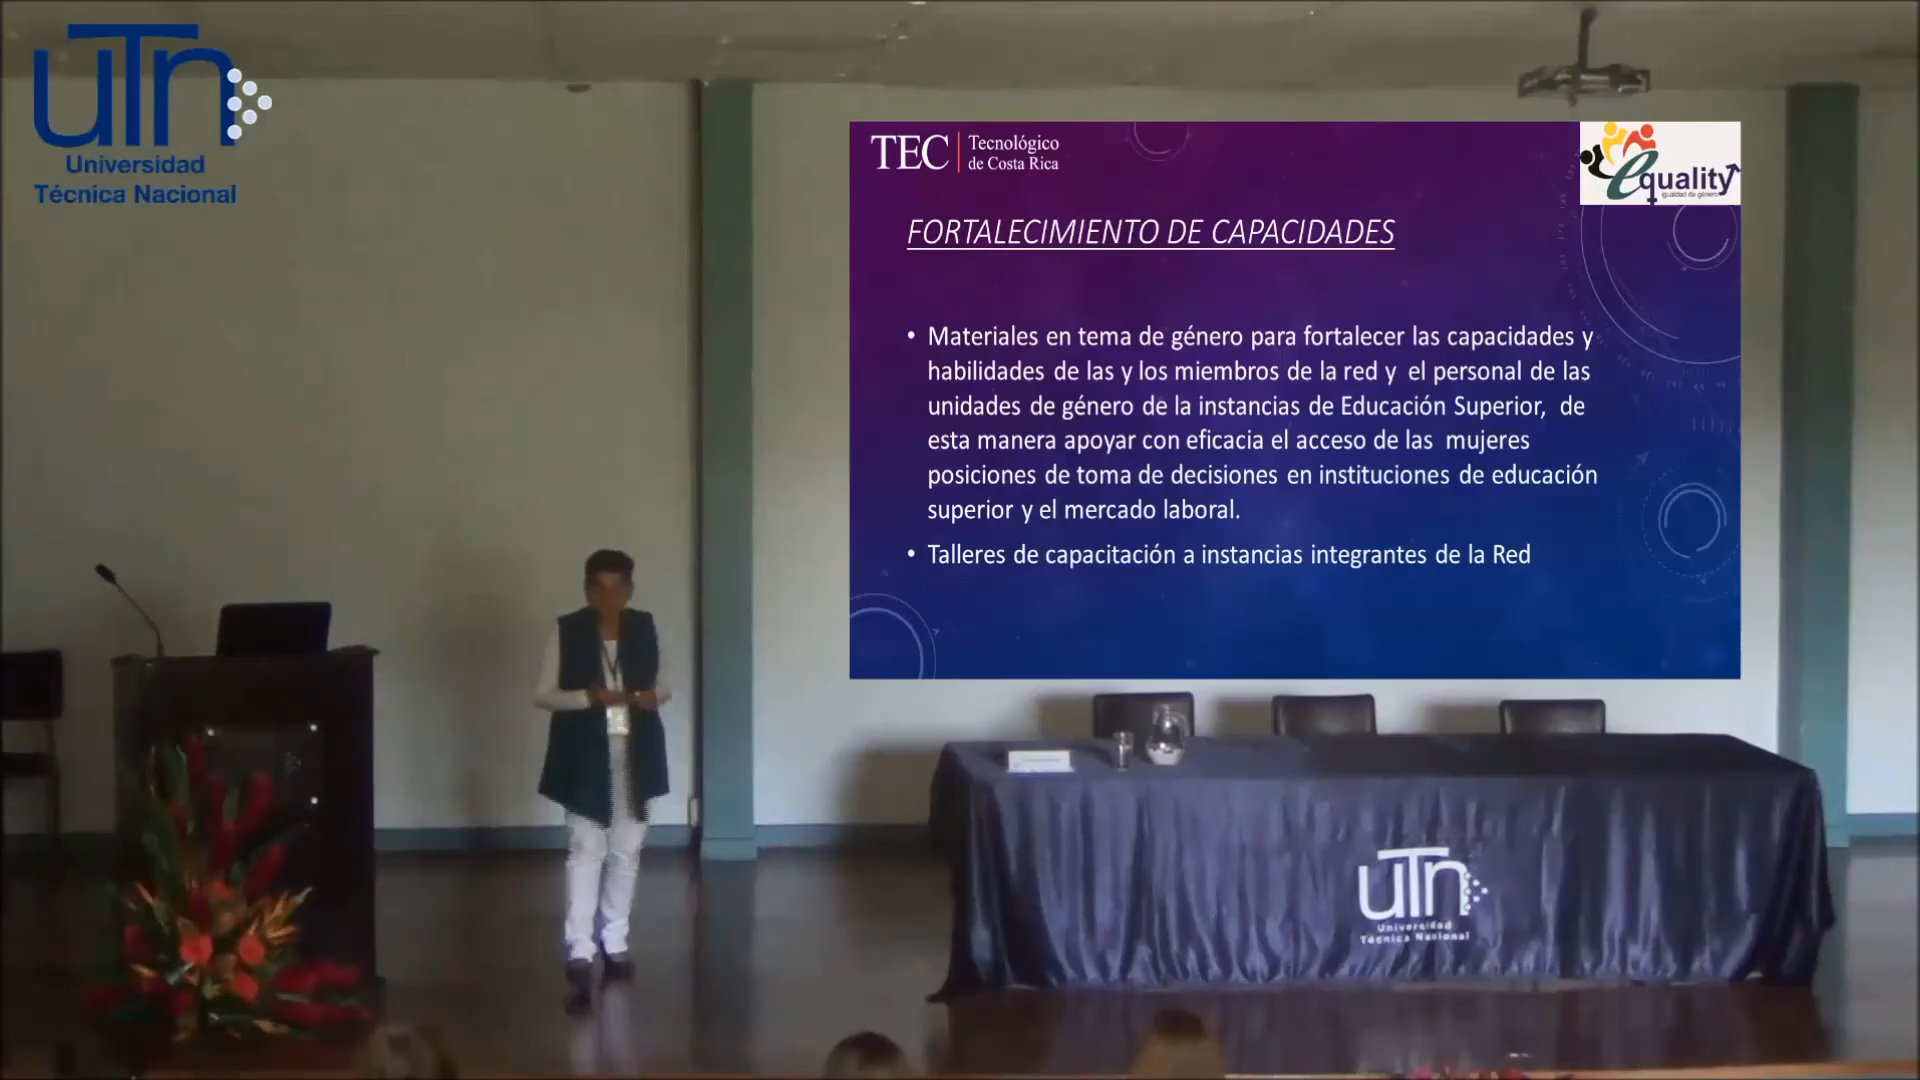 uTn
Universidad
Técnica Nacional
TEC
Tecnológico
de Costa Rica
equality
igualdad de género
FORTALECIMIENTO DE CAPACIDADES
• Materiales en tema de género para fortalecer las capacidades y
habilidades de las y los miembros de la red y el personal de las
unidades de género de la instancias de Educación Superior, de
esta manera apoyar con eficacia el acceso de las mujeres
posiciones de toma de decisiones en instituciones de educación
superior y el mercado laboral.
• Talleres de capacitación a instancias integrantes de la Red
uTn
Universidad
Técnica Nacional